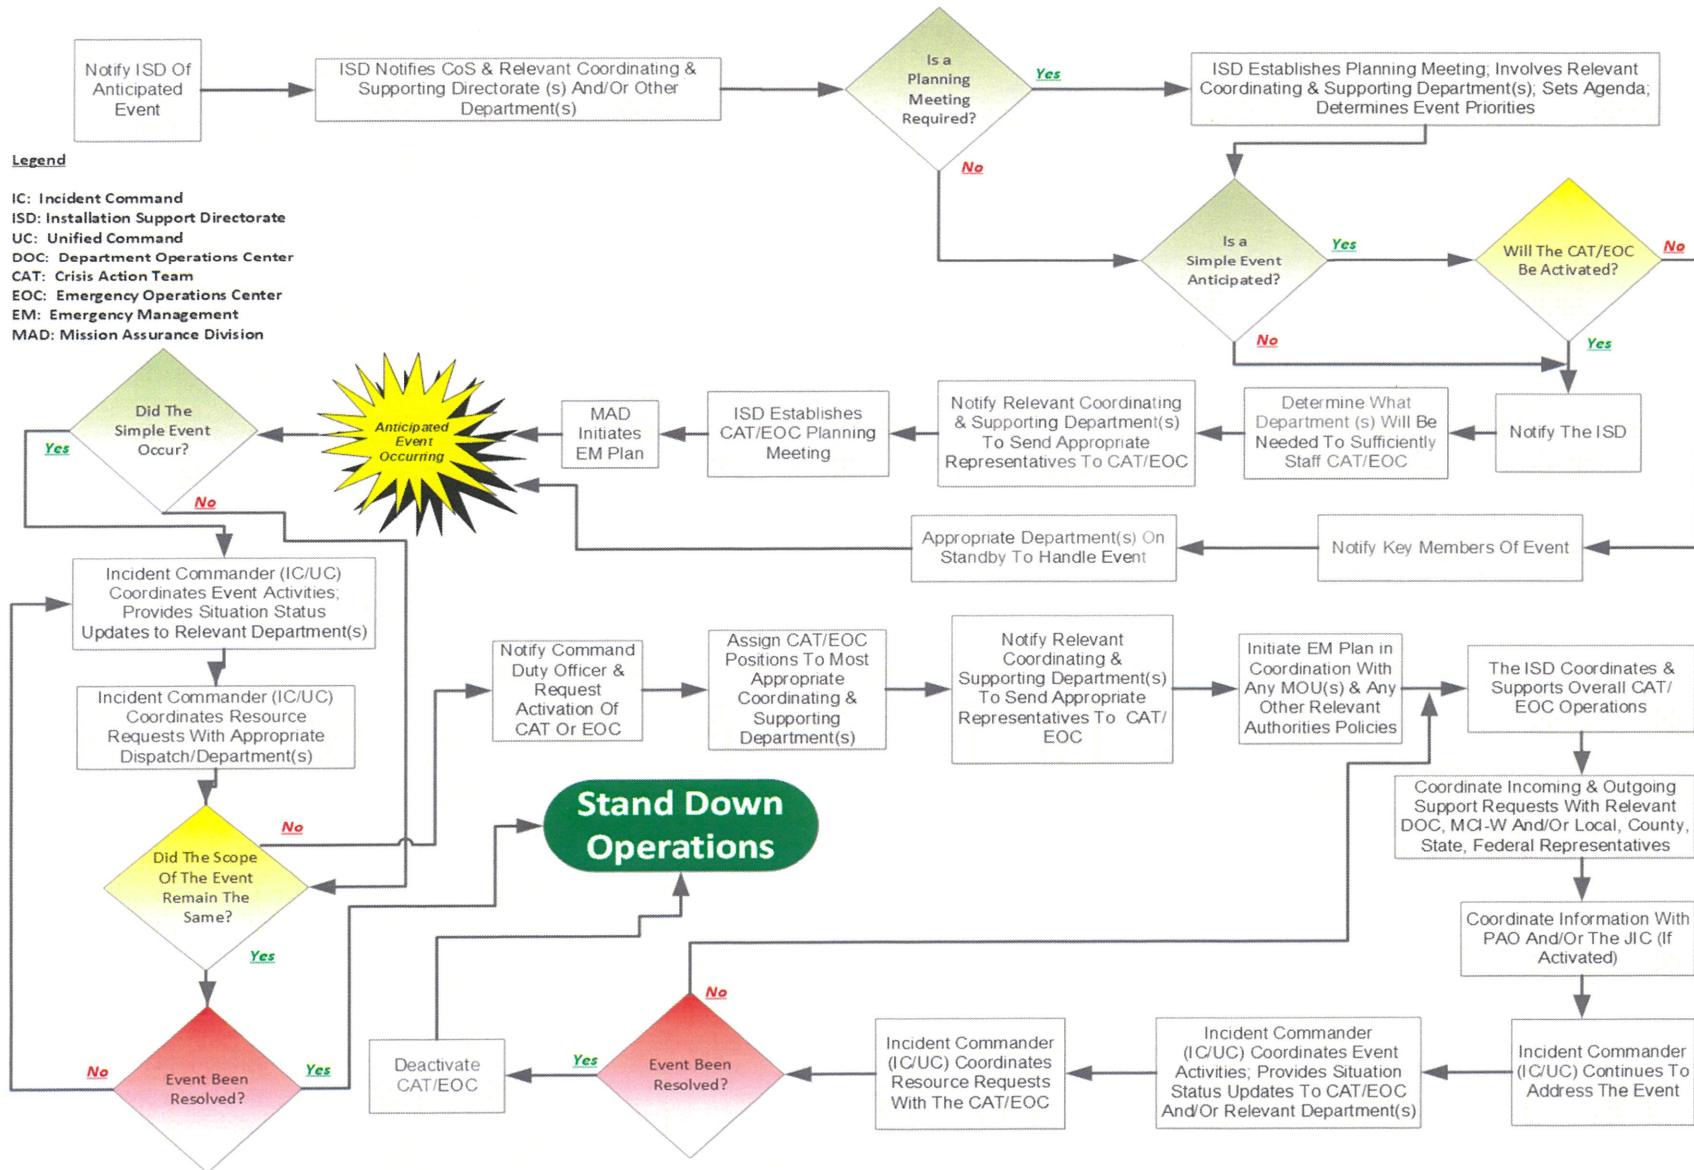 Notify ISD Of
Anticipated
Event
ISD Notifies CoS & Relevant Coordinating &
Supporting Directorate (s) And/Or Other
Department(s)
Is a
Planning
Meeting
Required?
Yes
No
ISD Establishes Planning Meeting; Involves Relevant
Coordinating & Supporting Department(s); Sets Agenda;
Determines Event Priorities
Legend
IC: Incident Command
ISD: Installation Support Directorate
UC: Unified Command
DOC: Department Operations Center
CAT: Crisis Action Team
EOC: Emergency Operations Center
EM: Emergency Management
MAD: Mission Assurance Division
Is a
Simple Event
Anticipated?
Yes
No
Will The CAT/EOC
Be Activated?
No
Yes
Did The
Simple Event
Occur?
Yes
No
Anticipated
Event
Occurring
MAD
Initiates
EM Plan
ISD Establishes
CAT/EOC Planning
Meeting
Notify Relevant Coordinating
& Supporting Department(s)
To Send Appropriate
Representatives To CAT/EOC
Determine What
Department (s) Will Be
Needed To Sufficiently
Staff CAT/EOC
Notify The ISD
Appropriate Department(s) On
Standby To Handle Event
Notify Key Members Of Event
Incident Commander (IC/UC)
Coordinates Event Activities;
Provides Situation Status
Updates to Relevant Department(s)
Incident Commander (IC/UC)
Coordinates Resource
Requests With Appropriate
Dispatch/Department(s)
Notify Command
Duty Officer &
Request
Activation Of
CAT Or EOC
Assign CAT/EOC
Positions To Most
Appropriate
Coordinating &
Supporting
Department(s)
Notify Relevant
Coordinating &
Supporting Department(s)
To Send Appropriate
Representatives To CAT/
EOC
Initiate EM Plan in
Coordination With
Any MOU(s) & Any
Other Relevant
Authorities Policies
The ISD Coordinates &
Supports Overall CAT/
EOC Operations
Did The Scope
Of The Event
Remain The
Same?
No
Yes
Stand Down
Operations
Coordinate Incoming & Outgoing
Support Requests With Relevant
DOC, MCI-W And/Or Local, County,
State, Federal Representatives
Coordinate Information With
PAO And/Or The JIC (If
Activated)
Event Been
Resolved?
No
Yes
Deactivate
CAT/EOC
Yes
Event Been
Resolved?
No
Incident Commander
(IC/UC) Coordinates
Resource Requests
With The CAT/EOC
Incident Commander
(IC/UC) Coordinates Event
Activities; Provides Situation
Status Updates To CAT/EOC
And/Or Relevant Department(s)
Incident Commander
(IC/UC) Continues To
Address The Event